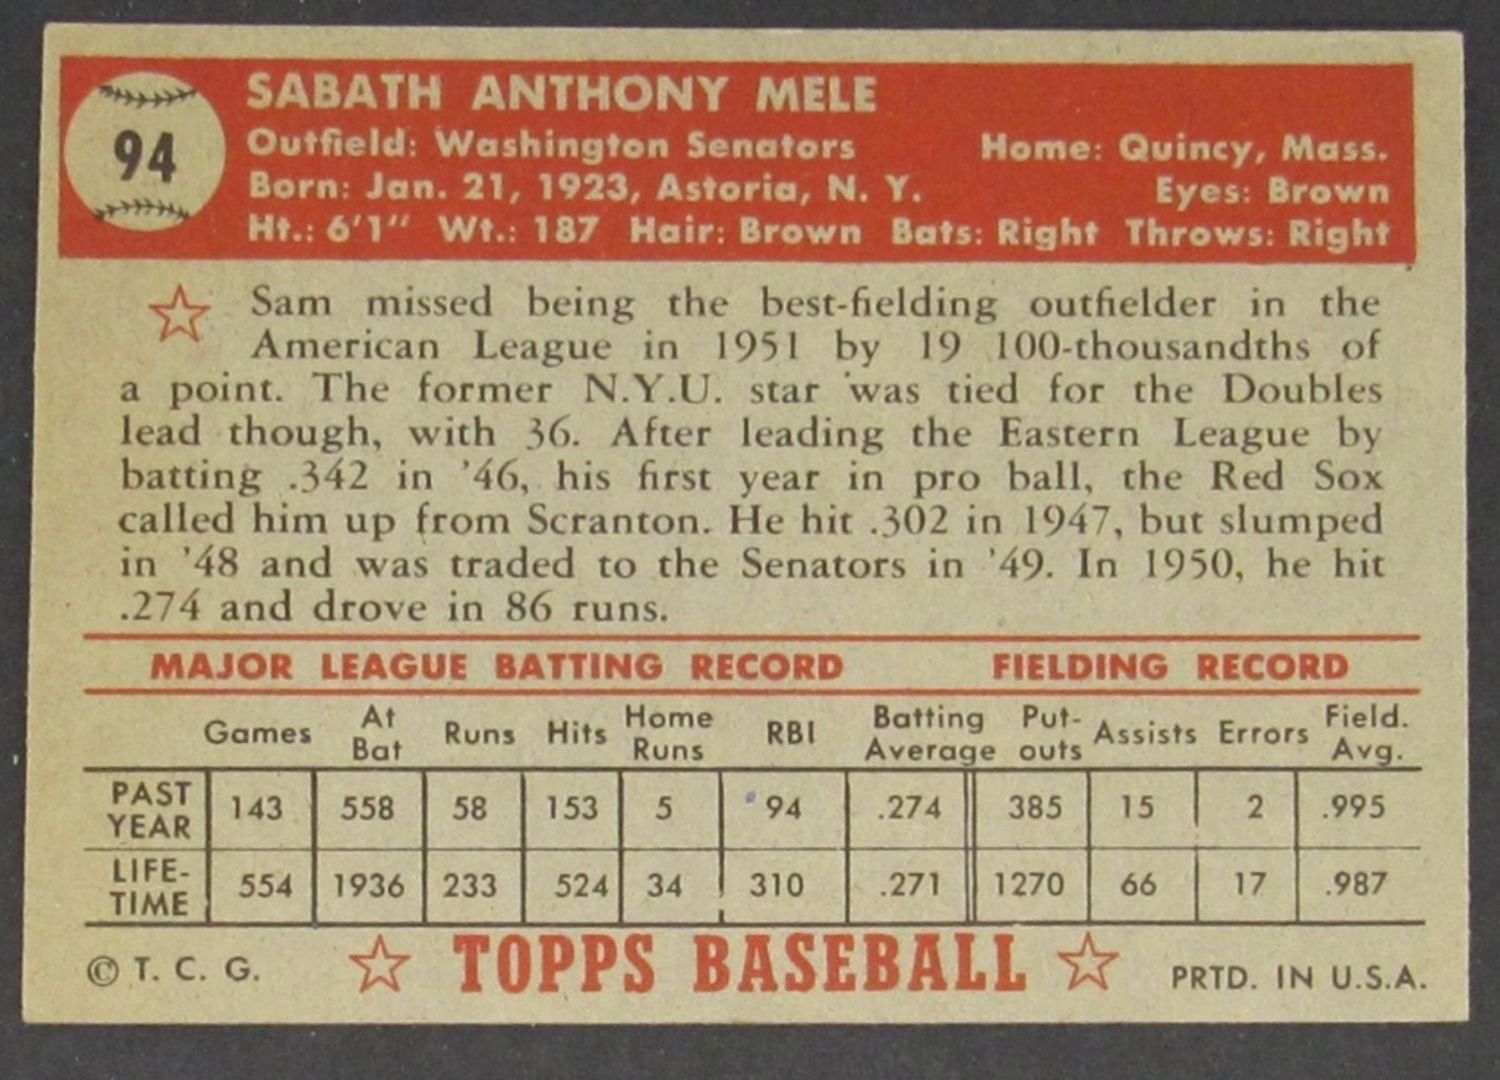 94
SABATH ANTHONY MELE
Outfield: Washington Senators Home: Quincy, Mass.
Born: Jan. 21, 1923, Astoria, N. Y. Eyes: Brown
Ht.: 6'1" Wt.: 187 Hair: Brown Bats: Right Throws: Right
Sam missed being the best-fielding outfielder in the
American League in 1951 by 19 100-thousandths of
a point. The former N.Y.U. star was tied for the Doubles
lead though, with 36. After leading the Eastern League by
batting .342 in '46, his first year in pro ball, the Red Sox
called him up from Scranton. He hit .302 in 1947, but slumped
in '48 and was traded to the Senators in '49. In 1950, he hit
.274 and drove in 86 runs.
MAJOR LEAGUE BATTING RECORD FIELDING RECORD
Games At Bat Runs Hits Home Runs RBI Batting Average Put-outs Assists Errors Field. Avg.
PAST YEAR 143 558 58 153 5 94 .274 385 15 2 .995
LIFE-TIME 554 1936 233 524 34 310 .271 1270 66 17 .987
© T. C. G. TOPPS BASEBALL PRTD. IN U.S.A.